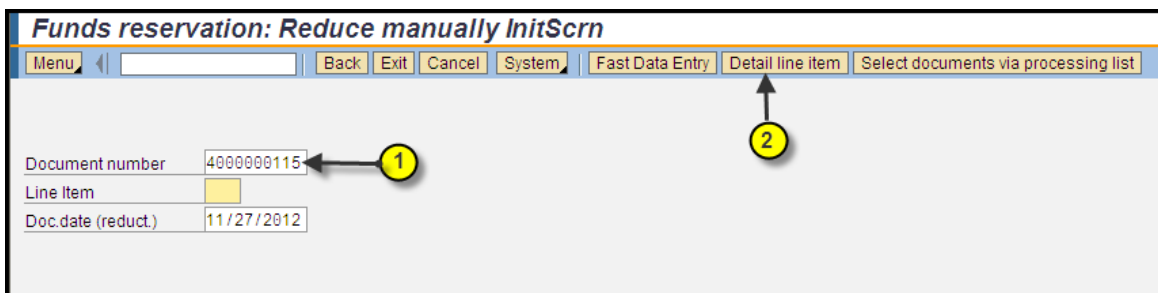 Funds reservation: Reduce manually InitScrn
Menu Back Exit Cancel System Fast Data Entry Detail line item Select documents via processing list
2
Document number 4000000115 1
Line Item
Doc.date (reduct.) 11/27/2012